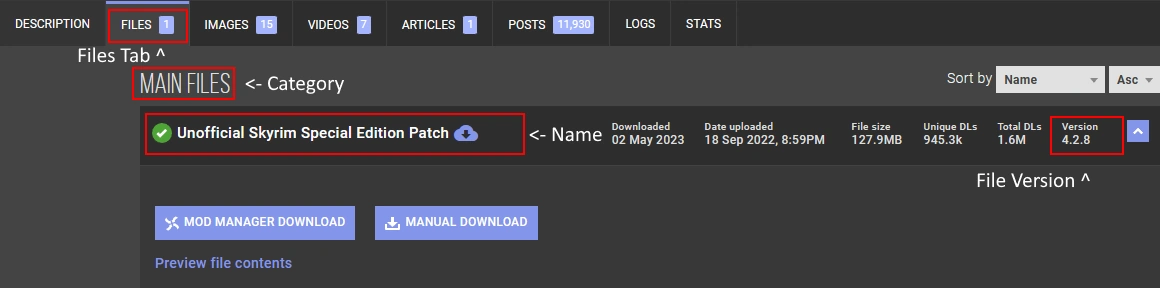 DESCRIPTION FILES 1 IMAGES 15 VIDEOS 7 ARTICLES 1 POSTS 11,930 LOGS STATS
Files Tab ^
MAIN FILES <- Category Sort by Name Asc
Unofficial Skyrim Special Edition Patch <- Name Downloaded Date uploaded File size Unique DLs Total DLs Version
02 May 2023 18 Sep 2022, 8:59PM 127.9MB 945.3k 1.6M 4.2.8
File Version ^
MOD MANAGER DOWNLOAD MANUAL DOWNLOAD
Preview file contents